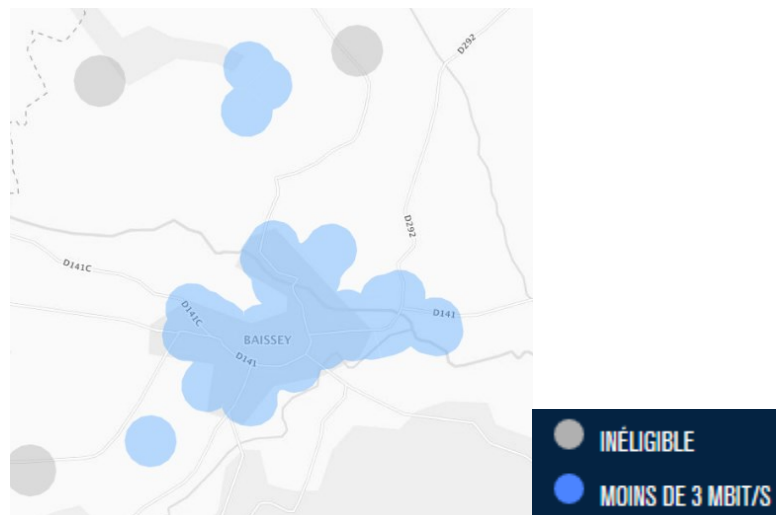 D292
D292
D141C
D141C
D141
BAISSEY
D141
INÉLIGIBLE
MOINS DE 3 MBIT/S